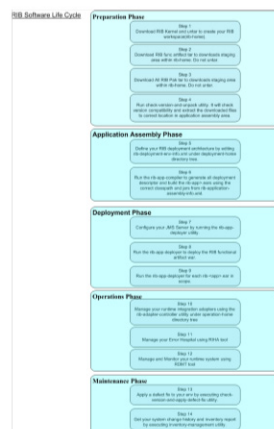 RIB Software Life Cycle
Preparation Phase
Step 1
Download RIB Kernel and untar to create your RIB
workspace(rib-home).
Step 2
Download RIB func artifact tar to downloads staging
area within rib-home. Do not untar.
Step 3
Download All RIB Pak tar to downloads staging area
within rib-home. Do not untar.
Step 4
Run check-version-and-unpack utility. It will check
version compatibility and extract the downloaded files
to correct location in application assembly area.
Application Assembly Phase
Step 5
Define your RIB deployment architecture by editing
rib-deployment-env-info under deployment-home
directory tree.
Step 6
Run the rib-app compiler to generate all deployment
descriptor and build the rib-app ears using the
correct and jars from rib-application-
assembly-info
Deployment Phase
Step 7
Configure your JMS Server by running the rib-app-
deployer utility.
Step 8
Run the rib-app-deployer to deploy the RIB functional
artifact war.
Step 9
Run the rib-app-deployer for each rib-<app> ear in
scope.
Operations Phase
Step 10
Manage your runtime integration adapters using the
rib-adapter-controller utility under operation-home
directory tree.
Step 11
Manage your Error Hospital using RIHA tool
Step 12
Manage and Monitor your runtime system using
tool
Maintenance Phase
Step 13
Apply a defect fix to your env by executing check-
version and apply defect fix utility.
Step 14
Get your system change history and inventory report
by executing inventory-management utility.